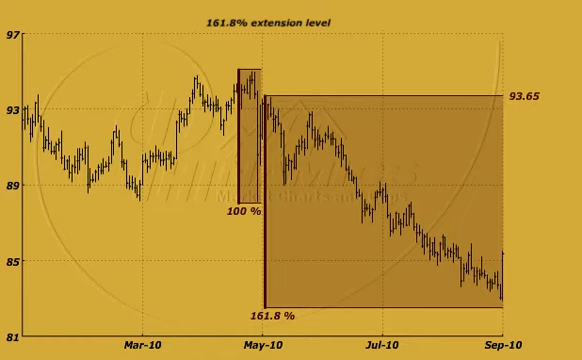 161.8% extension level
97
93
89
85
81
93.65
100 %
161.8 %
Mar-10
May-10
Jul-10
Sep-10